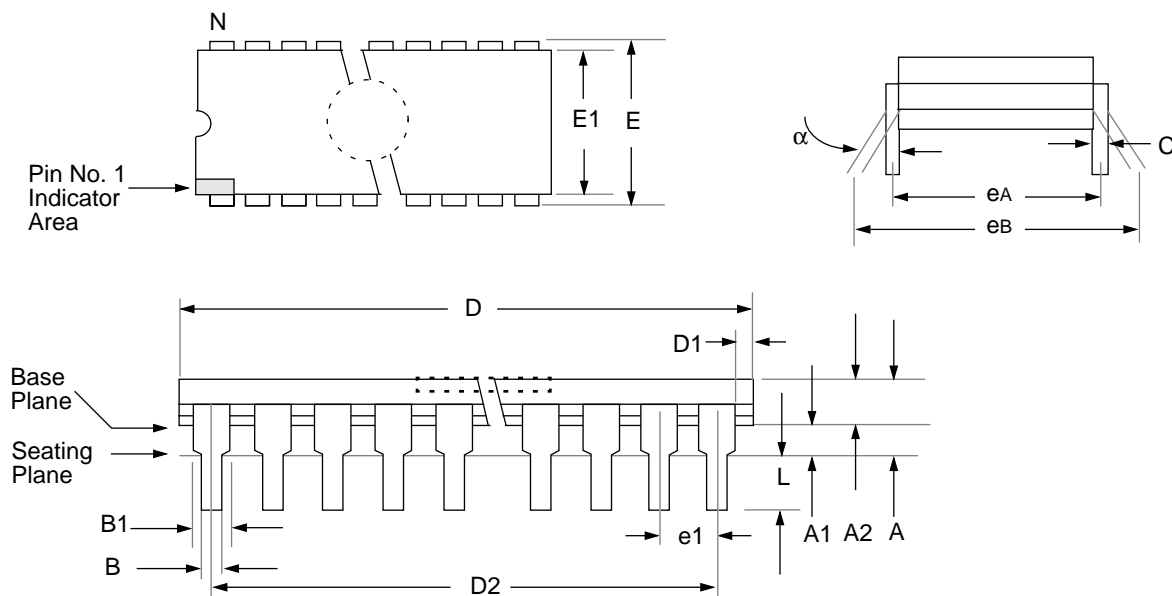 N
E1
E
Pin No. 1
Indicator
Area
α
C
eA
eB
D
D1
Base
Plane
Seating
Plane
L
B1
B
e1
A1
A2
A
D2